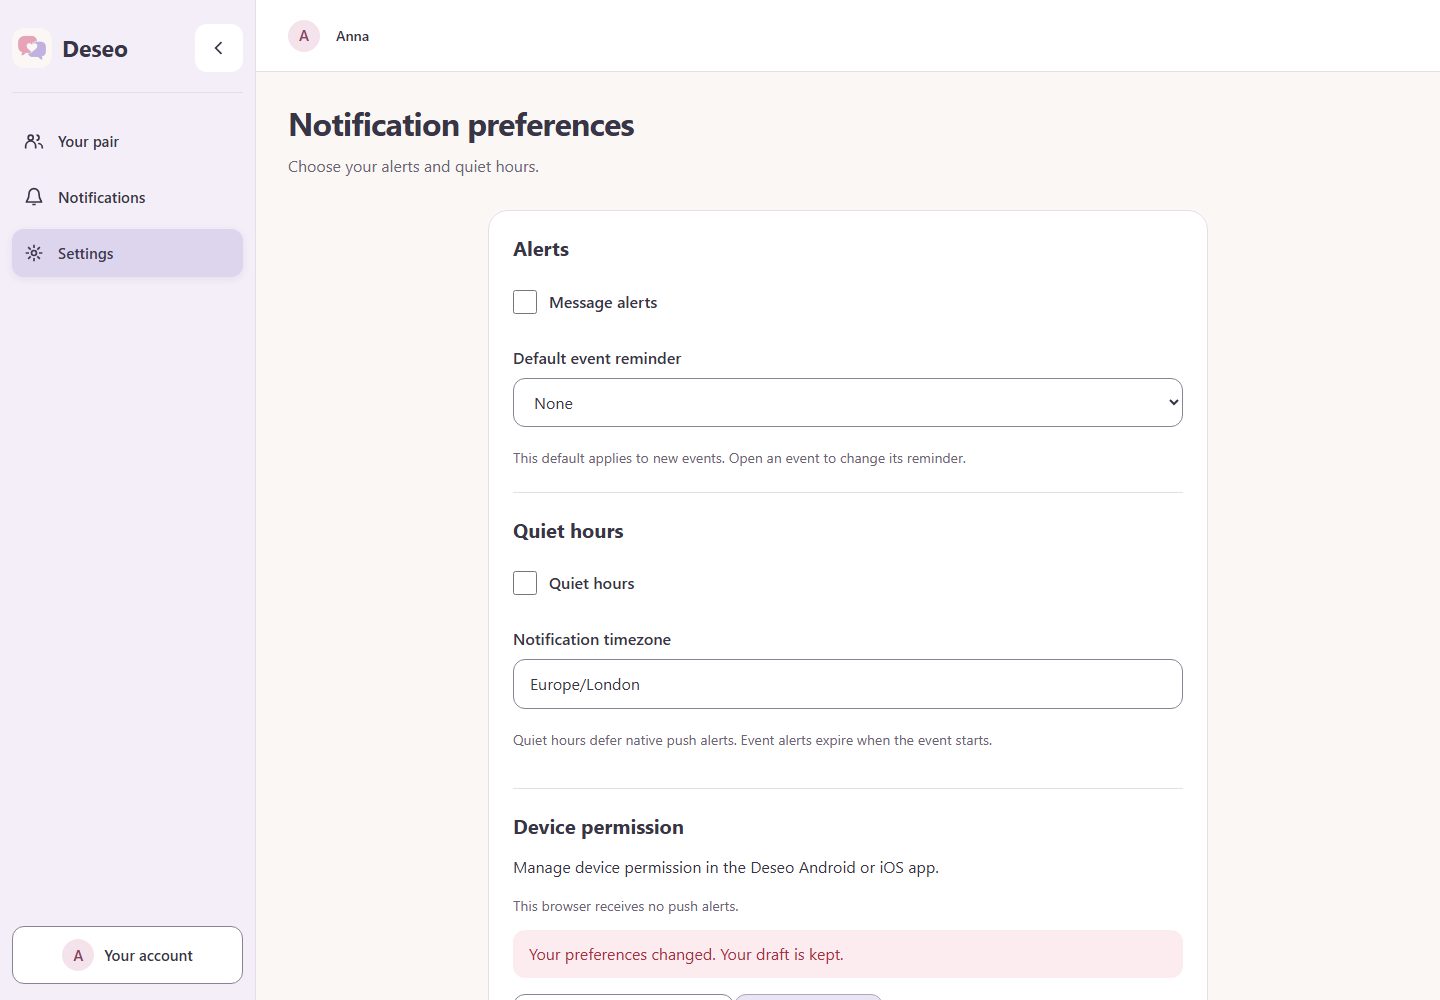 Deseo
A
Anna
Your pair
Notifications
Settings
Notification preferences
Choose your alerts and quiet hours.
Alerts
Message alerts
Default event reminder
None
This default applies to new events. Open an event to change its reminder.
Quiet hours
Quiet hours
Notification timezone
Europe/London
Quiet hours defer native push alerts. Event alerts expire when the event starts.
Device permission
Manage device permission in the Deseo Android or iOS app.
This browser receives no push alerts.
Your preferences changed. Your draft is kept.
A
Your account